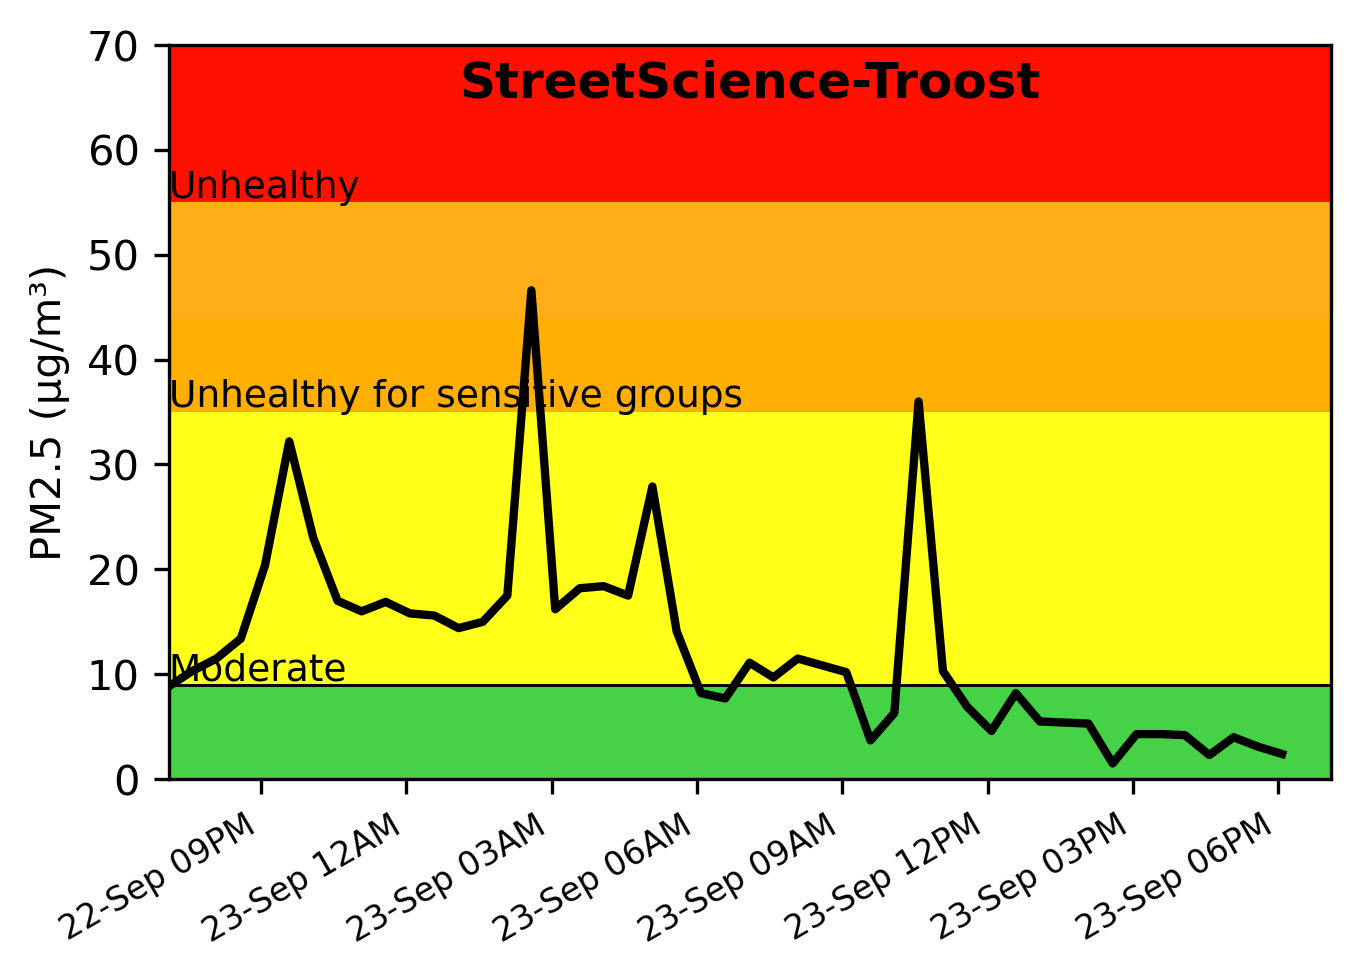 StreetScience-Troost
PM2.5 (µg/m³)
70
60
50
40
30
20
10
0
Unhealthy
Unhealthy for sensitive groups
Moderate
22-Sep 09PM
23-Sep 12AM
23-Sep 03AM
23-Sep 06AM
23-Sep 09AM
23-Sep 12PM
23-Sep 03PM
23-Sep 06PM